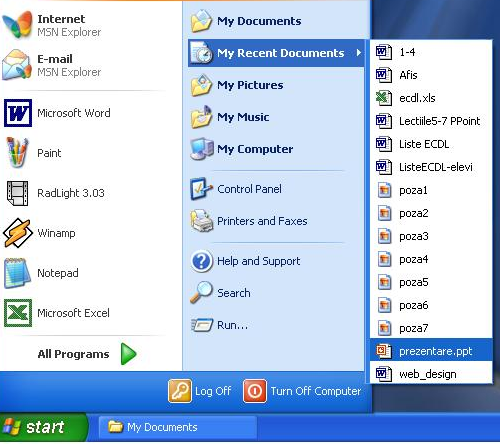 Internet
MSN Explorer
E-mail
MSN Explorer
Microsoft Word
Paint
RadLight 3.03
Winamp
Notepad
Microsoft Excel
All Programs
My Documents
My Recent Documents
My Pictures
My Music
My Computer
Control Panel
Printers and Faxes
Help and Support
Search
Run...
1-4
Afis
ecdl.xls
Lectiile5-7 PPoint
Liste ECDL
ListeECDL-elevi
poza1
poza2
poza3
poza4
poza5
poza6
poza7
prezentare.ppt
web_design
Log Off
Turn Off Computer
start
My Documents